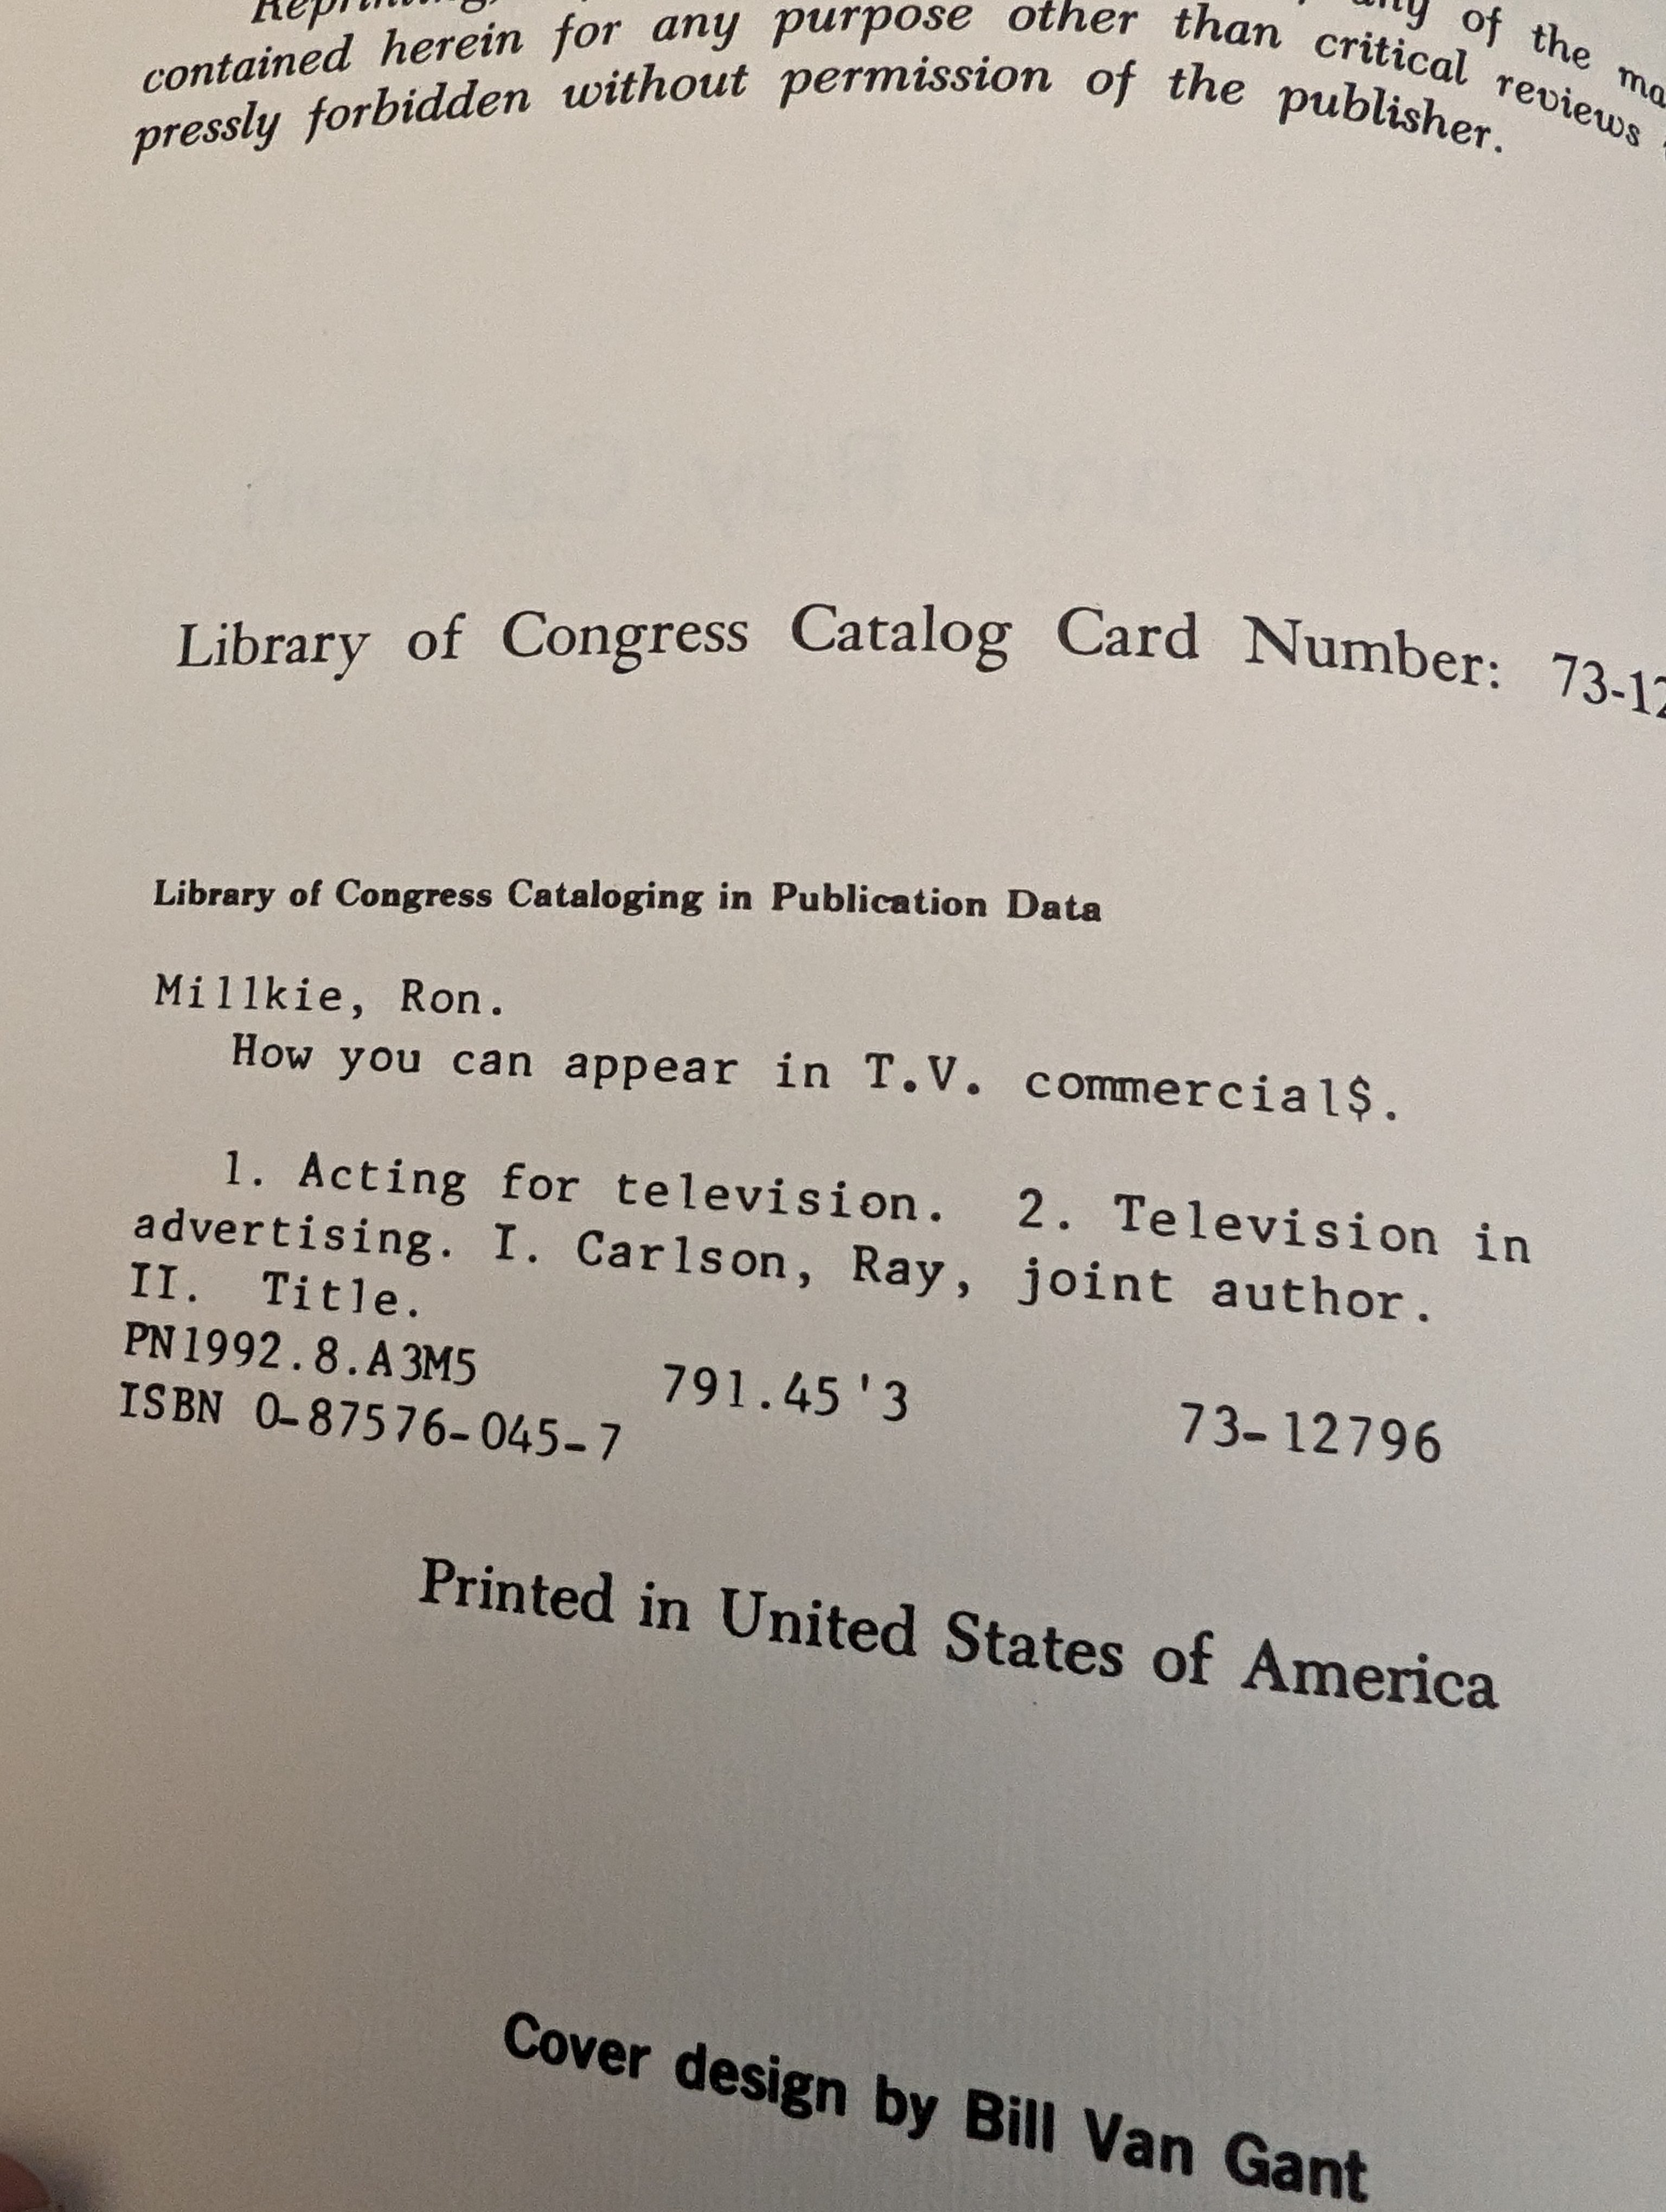 contained herein for any purpose other than critical reviews
pressly forbidden without permission of the publisher.
Library of Congress Catalog Card Number: 73-12
Library of Congress Cataloging in Publication Data
Millkie, Ron.
How you can appear in T.V. commercial$.
1. Acting for television. 2. Television in
advertising. I. Carlson, Ray, joint author.
II. Title.
PN1992.8.A3M5 791.45'3 73-12796
ISBN 0-87576-045-7
Printed in United States of America
Cover design by Bill Van Gant